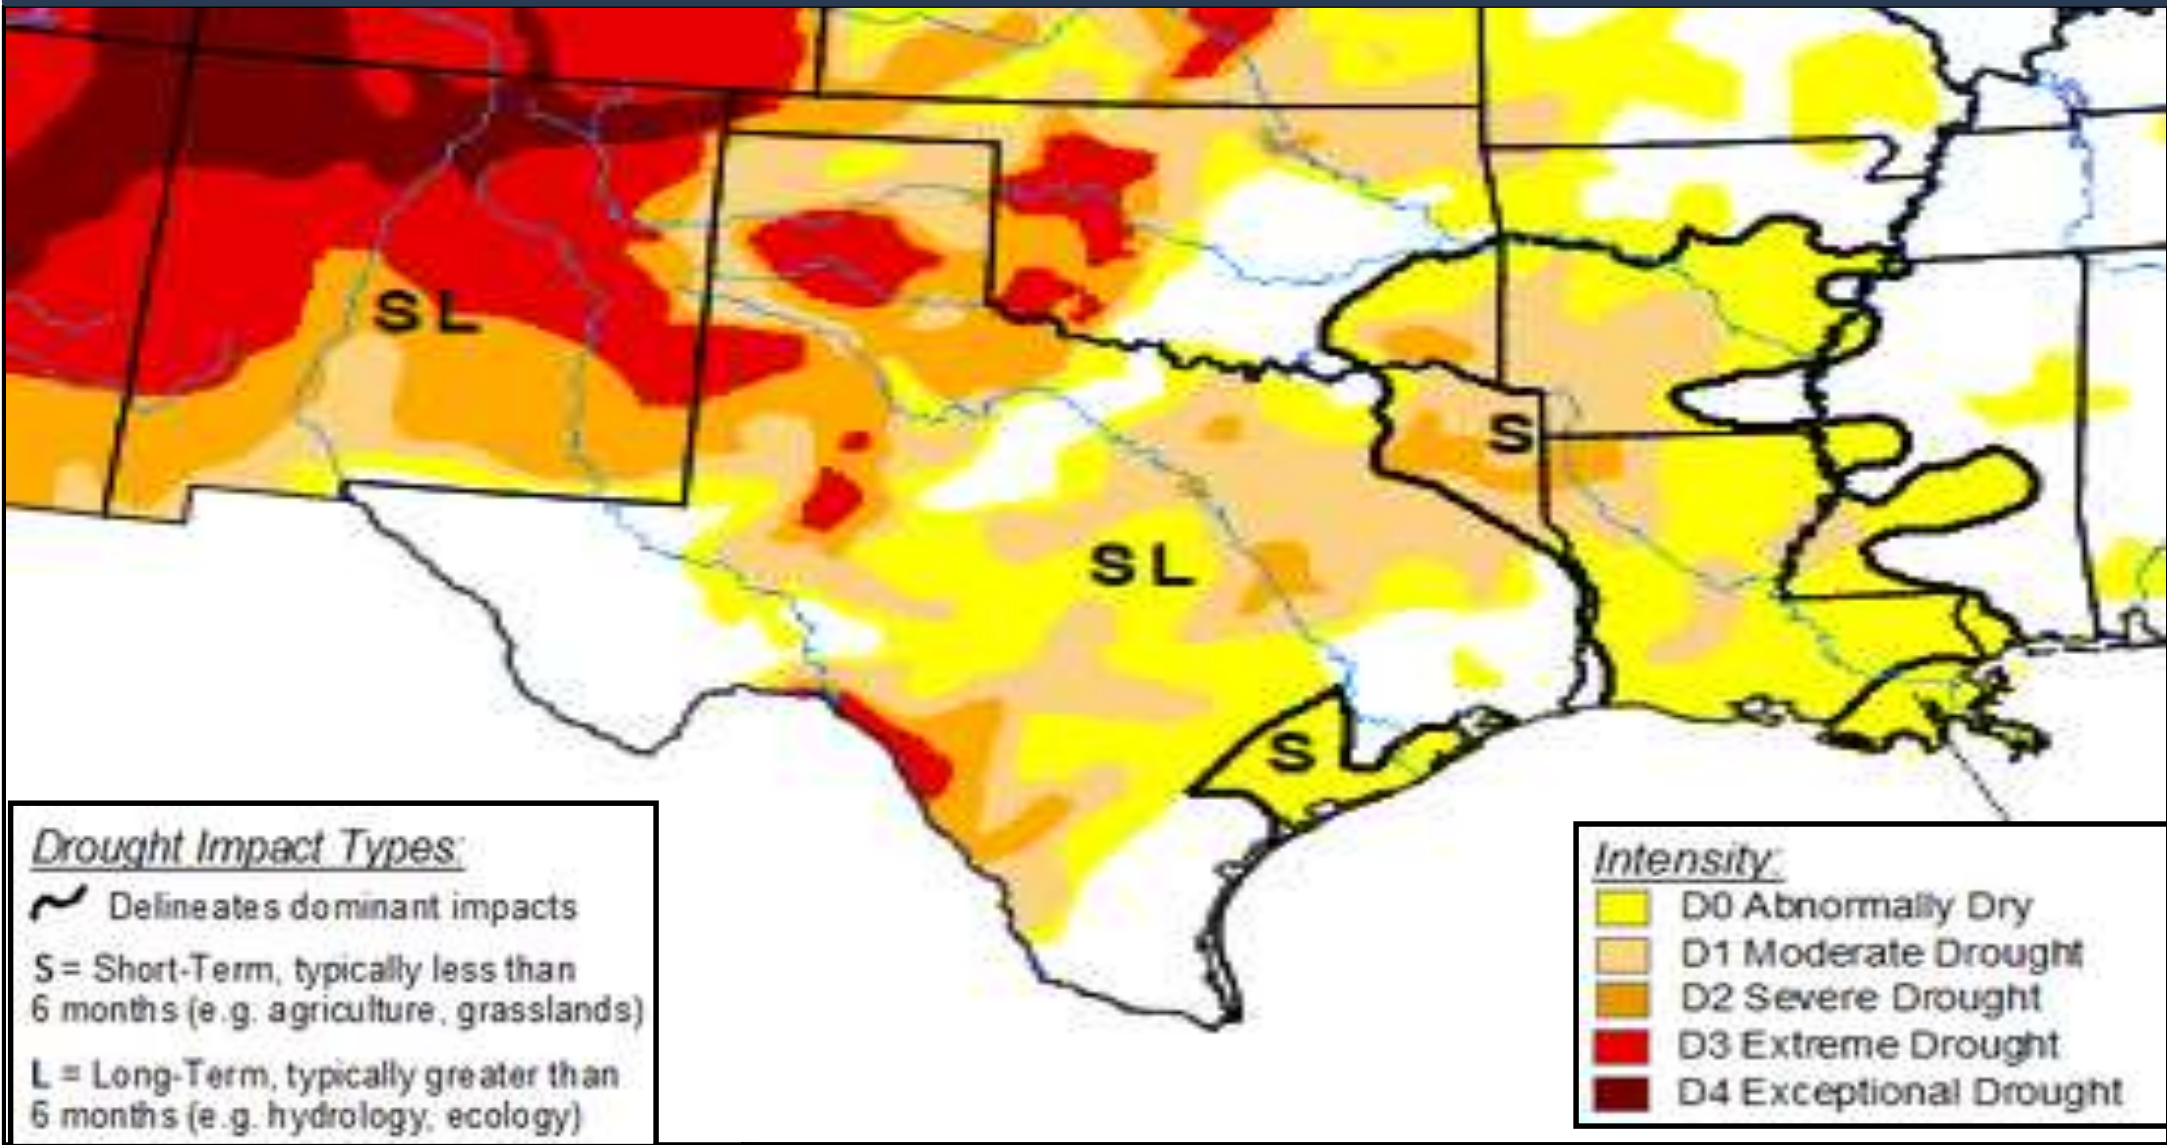 S L
S
S L
S
Drought Impact Types:
Delineates dominant impacts
S = Short-Term, typically less than
6 months (e.g. agriculture, grasslands)
L = Long-Term, typically greater than
6 months (e.g. hydrology, ecology)
Intensity:
D0 Abnormally Dry
D1 Moderate Drought
D2 Severe Drought
D3 Extreme Drought
D4 Exceptional Drought